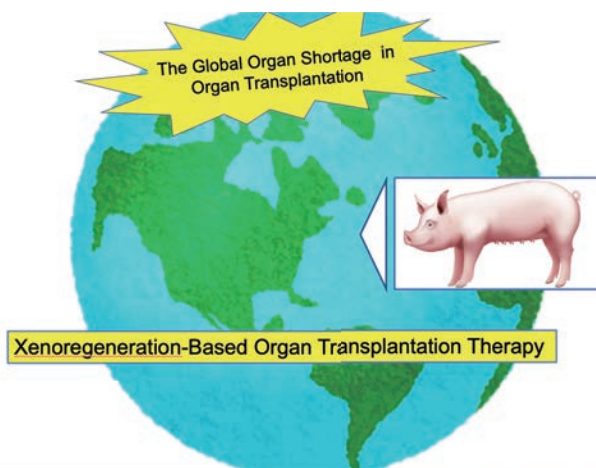 The Global Organ Shortage in
Organ Transplantation
Xenoregeneration-Based Organ Transplantation Therapy